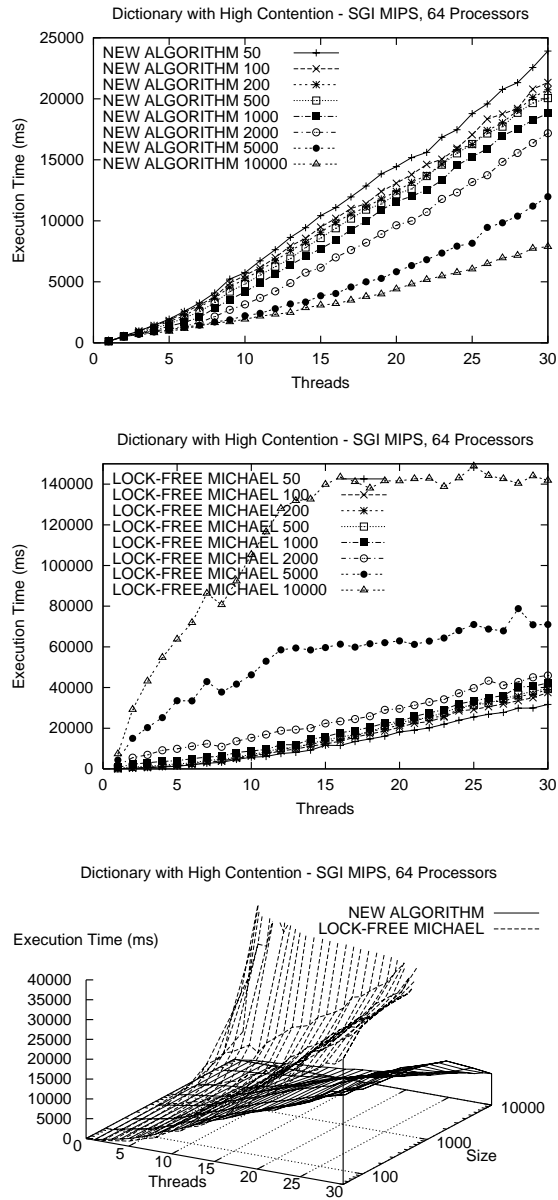 Dictionary with High Contention - SGI MIPS, 64 Processors
25000
20000
15000
10000
5000
0
Execution Time (ms)
NEW ALGORITHM 50
NEW ALGORITHM 100
NEW ALGORITHM 200
NEW ALGORITHM 500
NEW ALGORITHM 1000
NEW ALGORITHM 2000
NEW ALGORITHM 5000
NEW ALGORITHM 10000
0 5 10 15 20 25 30
Threads
Dictionary with High Contention - SGI MIPS, 64 Processors
140000
120000
100000
80000
60000
40000
20000
0
Execution Time (ms)
LOCK-FREE MICHAEL 50
LOCK-FREE MICHAEL 100
LOCK-FREE MICHAEL 200
LOCK-FREE MICHAEL 500
LOCK-FREE MICHAEL 1000
LOCK-FREE MICHAEL 2000
LOCK-FREE MICHAEL 5000
LOCK-FREE MICHAEL 10000
0 5 10 15 20 25 30
Threads
Dictionary with High Contention - SGI MIPS, 64 Processors
NEW ALGORITHM
LOCK-FREE MICHAEL
Execution Time (ms)
40000
35000
30000
25000
20000
15000
10000
5000
0
5 10 15 20 25 30
Threads
100 1000 10000
Size